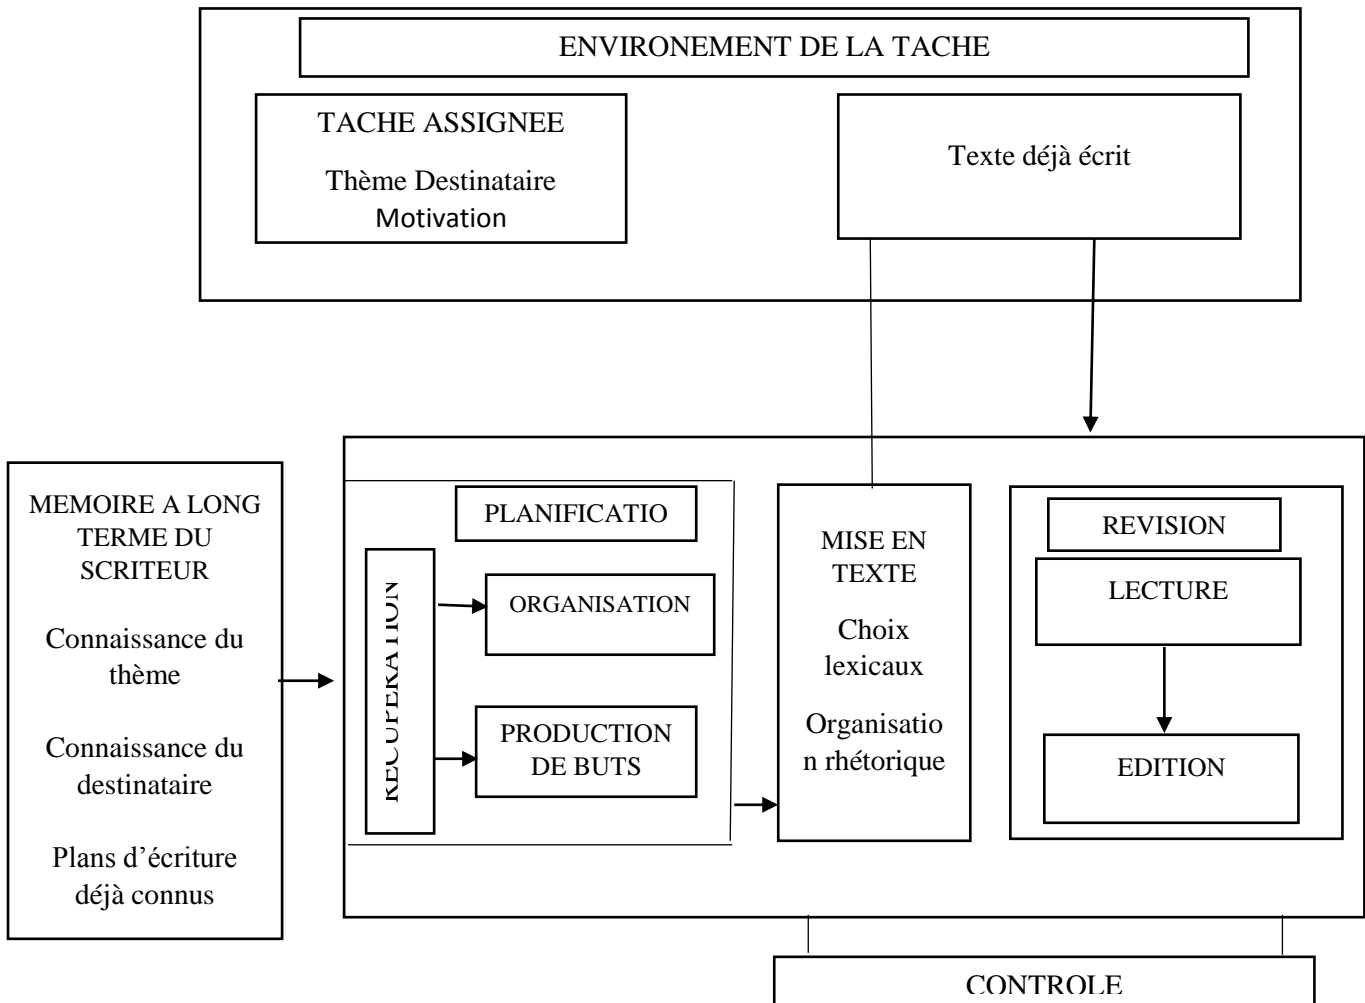 ENVIRONEMENT DE LA TACHE
TACHE ASSIGNEE
Thème Destinataire
Motivation
Texte déjà écrit
MEMOIRE A LONG
TERME DU
SCRITEUR
Connaissance du
thème
Connaissance du
destinataire
Plans d’écriture
déjà connus
PLANIFICATIO
RECUPERATION
ORGANISATION
PRODUCTION
DE BUTS
MISE EN
TEXTE
Choix
lexicaux
Organisatio
n rhétorique
REVISION
LECTURE
EDITION
CONTROLE